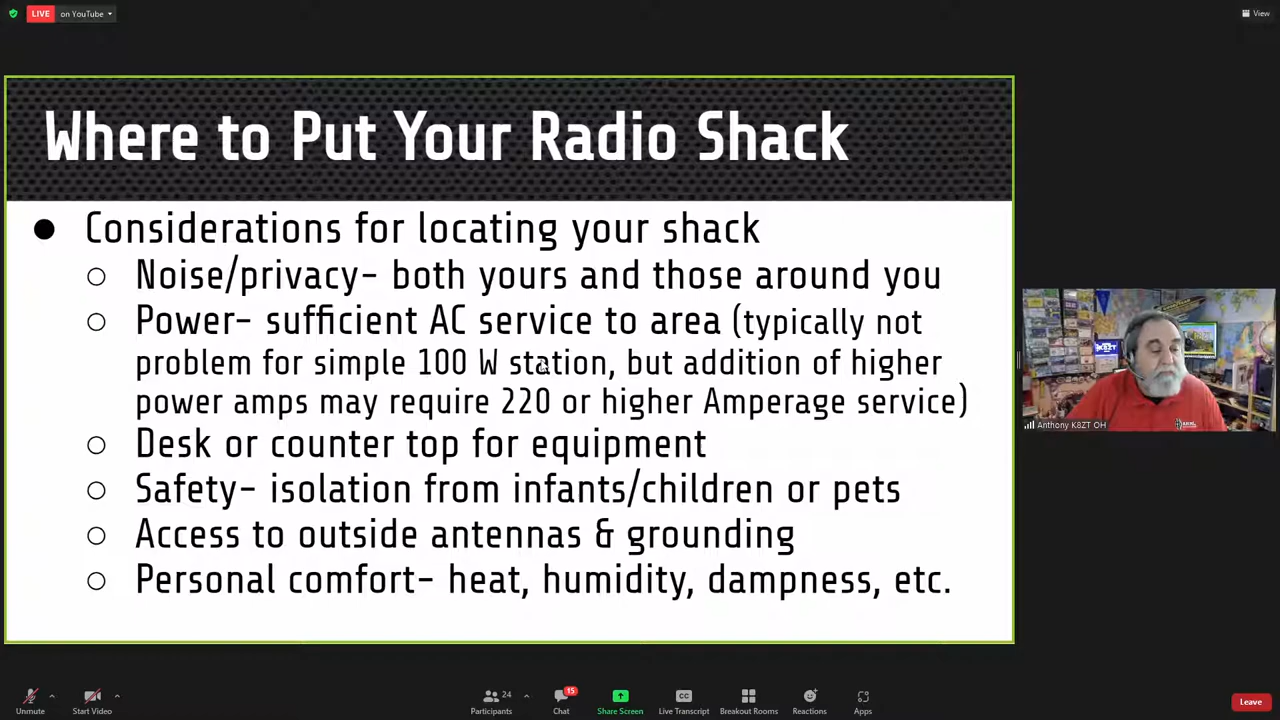 LIVE on YouTube
View
Where to Put Your Radio Shack
Considerations for locating your shack
Noise/privacy- both yours and those around you
Power- sufficient AC service to area (typically not
problem for simple 100 W station, but addition of higher
power amps may require 220 or higher Amperage service)
Desk or counter top for equipment
Safety- isolation from infants/children or pets
Access to outside antennas & grounding
Personal comfort- heat, humidity, dampness, etc.
K8ZT
Anthony K8ZT OH
Unmute
Start Video
Participants 24
Chat 15
Share Screen
CC
Live Transcript
Breakout Rooms
Reactions
Apps
Leave